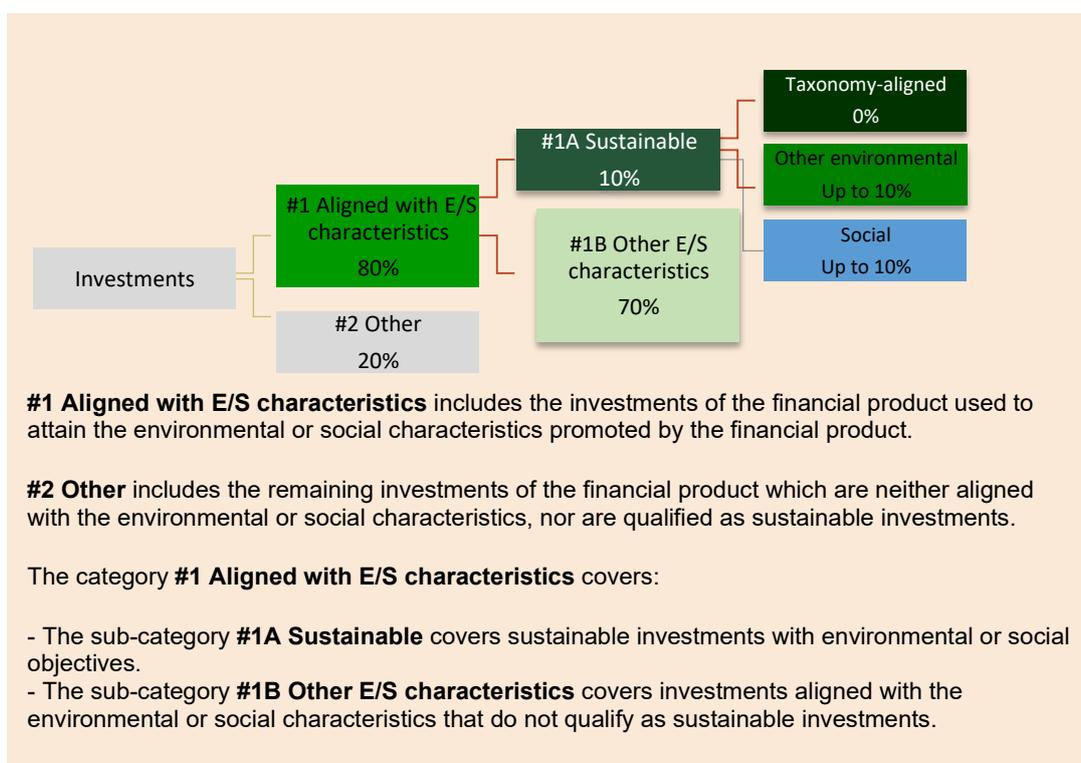 Taxonomy-aligned
0%
#1A Sustainable
10%
Other environmental
Up to 10%
#1 Aligned with E/S
characteristics
80%
#1B Other E/S
characteristics
70%
Social
Up to 10%
Investments
#2 Other
20%
#1 Aligned with E/S characteristics includes the investments of the financial product used to
attain the environmental or social characteristics promoted by the financial product.
#2 Other includes the remaining investments of the financial product which are neither aligned
with the environmental or social characteristics, nor are qualified as sustainable investments.
The category #1 Aligned with E/S characteristics covers:
- The sub-category #1A Sustainable covers sustainable investments with environmental or social
objectives.
- The sub-category #1B Other E/S characteristics covers investments aligned with the
environmental or social characteristics that do not qualify as sustainable investments.